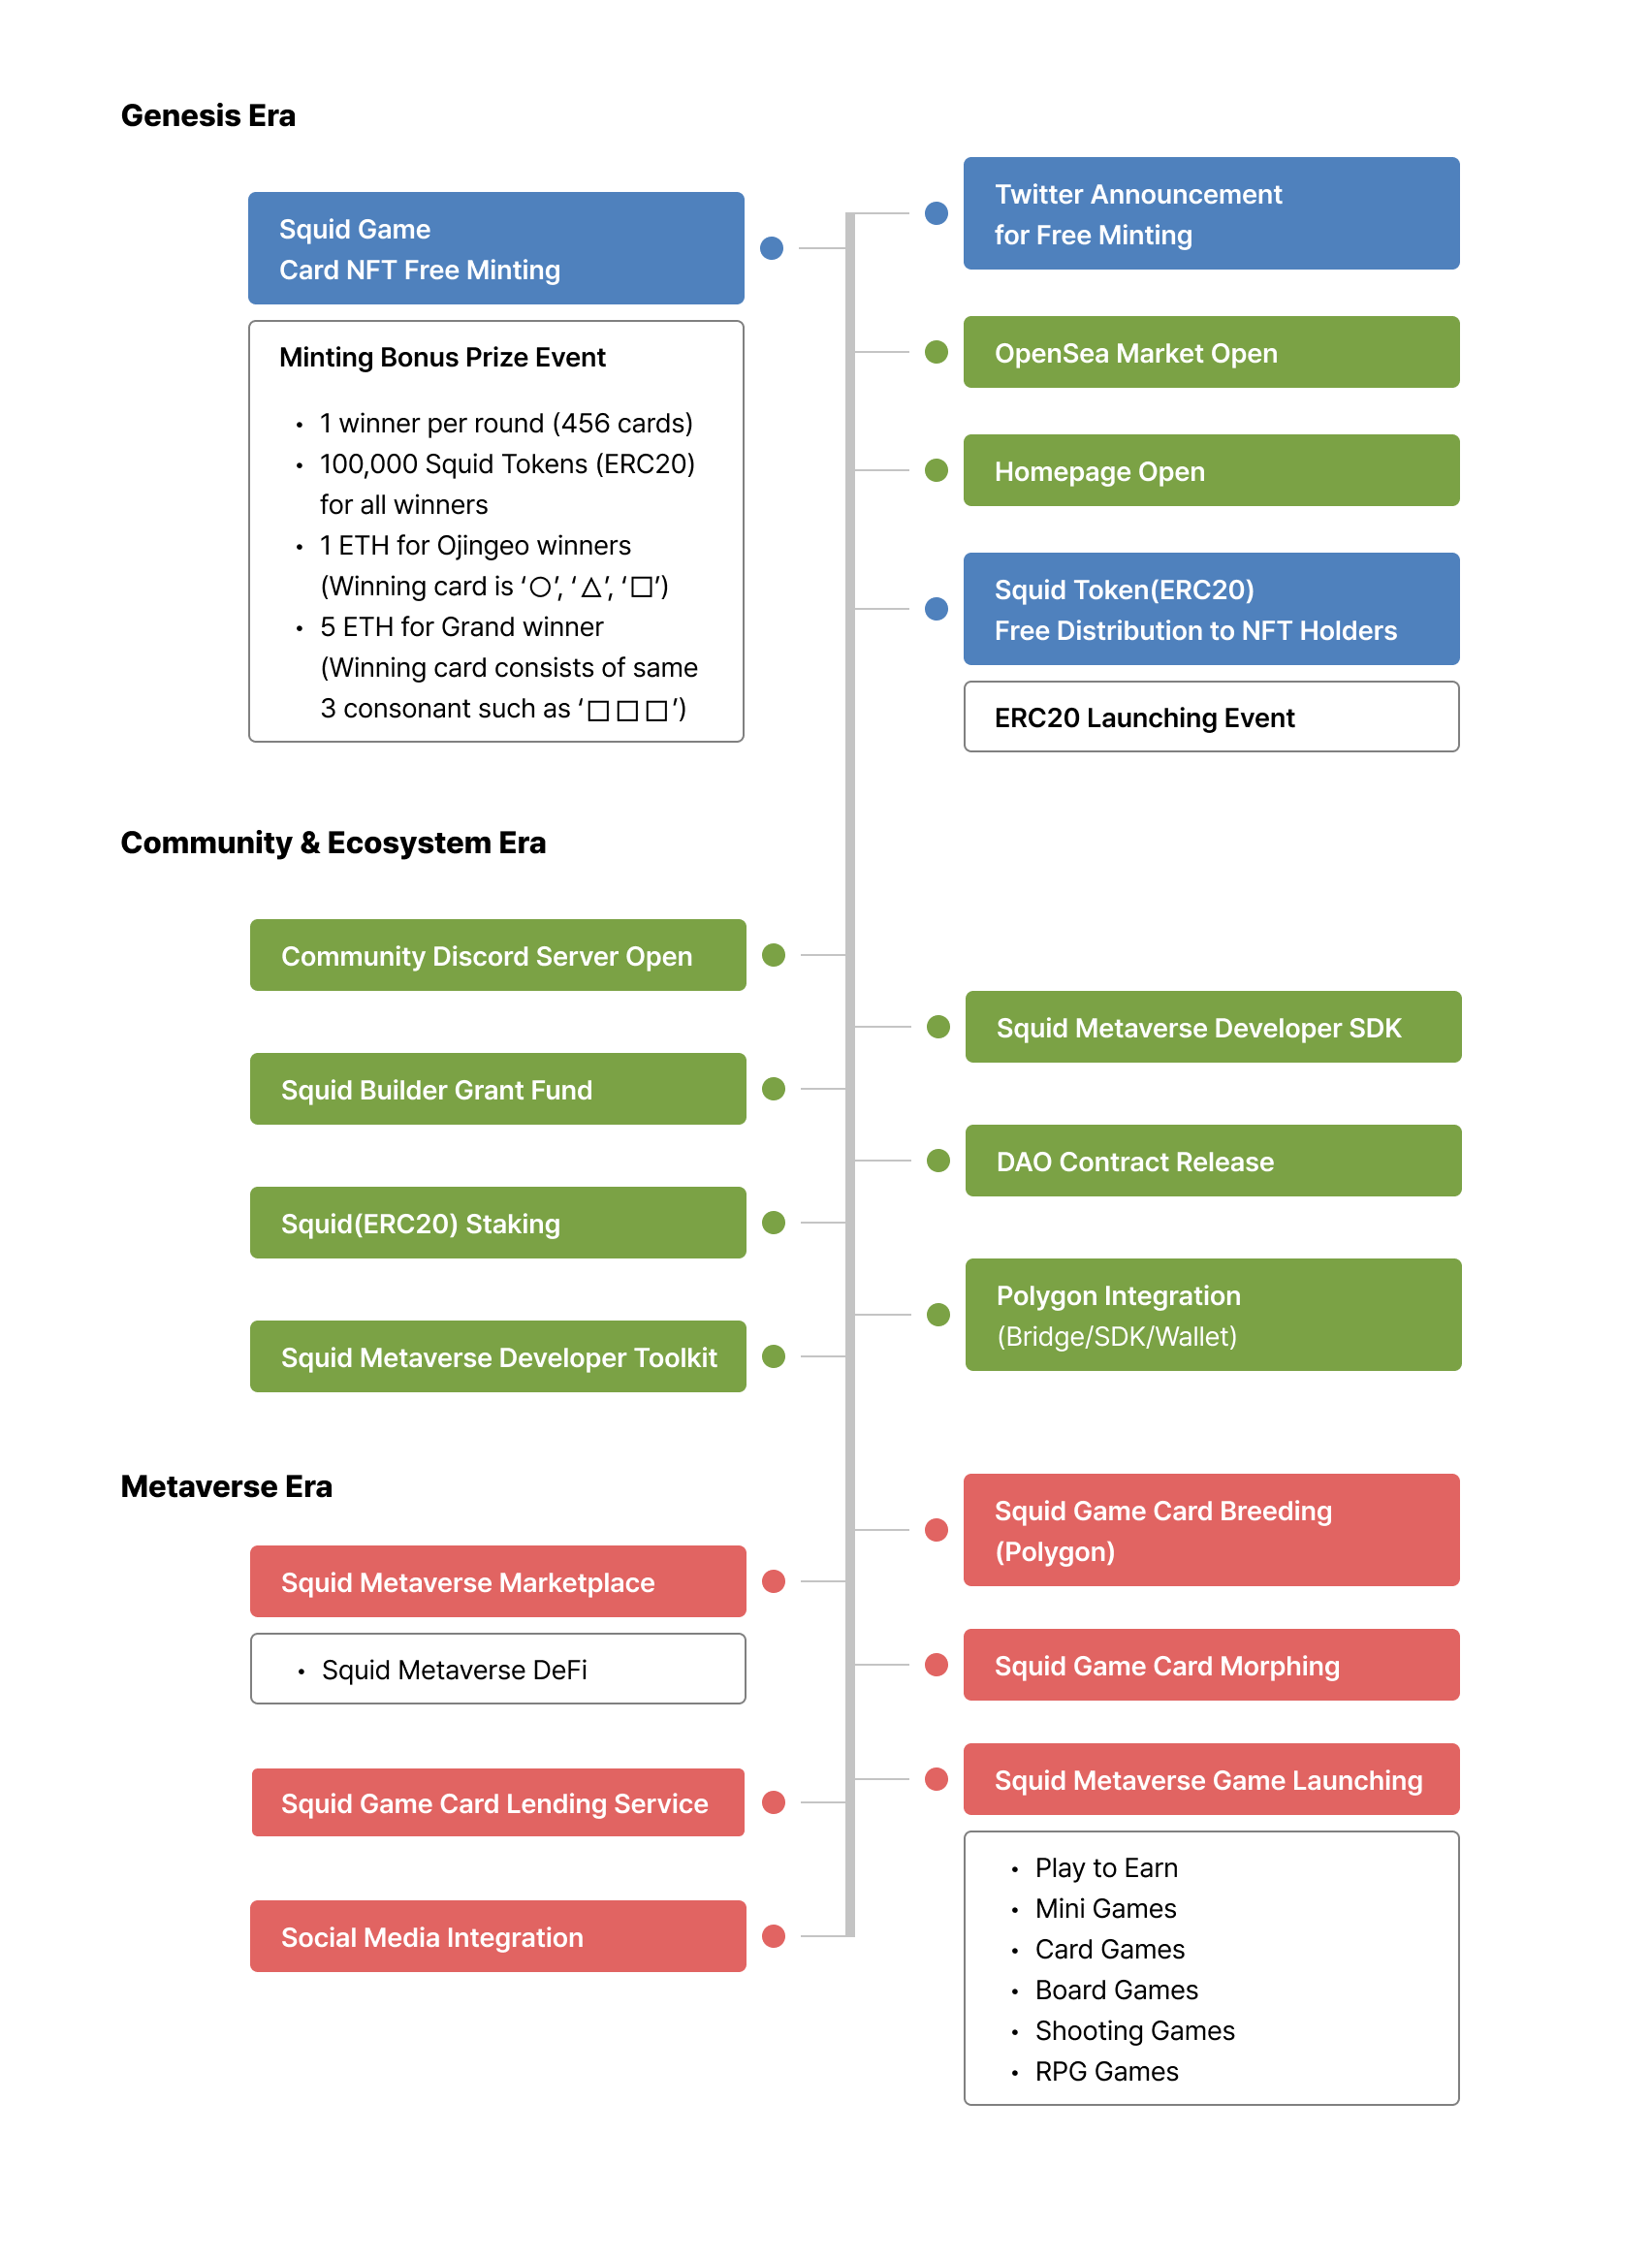 Genesis Era
Squid Game
Card NFT Free Minting
Minting Bonus Prize Event
• 1 winner per round (456 cards)
• 100,000 Squid Tokens (ERC20)
for all winners
• 1 ETH for Ojingeo winners
(Winning card is ‘○’, ‘△’, ‘□’)
• 5 ETH for Grand winner
(Winning card consists of same
3 consonant such as ‘□□□’)
Twitter Announcement
for Free Minting
OpenSea Market Open
Homepage Open
Squid Token(ERC20)
Free Distribution to NFT Holders
ERC20 Launching Event
Community & Ecosystem Era
Community Discord Server Open
Squid Metaverse Developer SDK
Squid Builder Grant Fund
DAO Contract Release
Squid(ERC20) Staking
Polygon Integration
(Bridge/SDK/Wallet)
Squid Metaverse Developer Toolkit
Metaverse Era
Squid Game Card Breeding
(Polygon)
Squid Metaverse Marketplace
• Squid Metaverse DeFi
Squid Game Card Morphing
Squid Game Card Lending Service
Squid Metaverse Game Launching
• Play to Earn
• Mini Games
• Card Games
• Board Games
• Shooting Games
• RPG Games
Social Media Integration